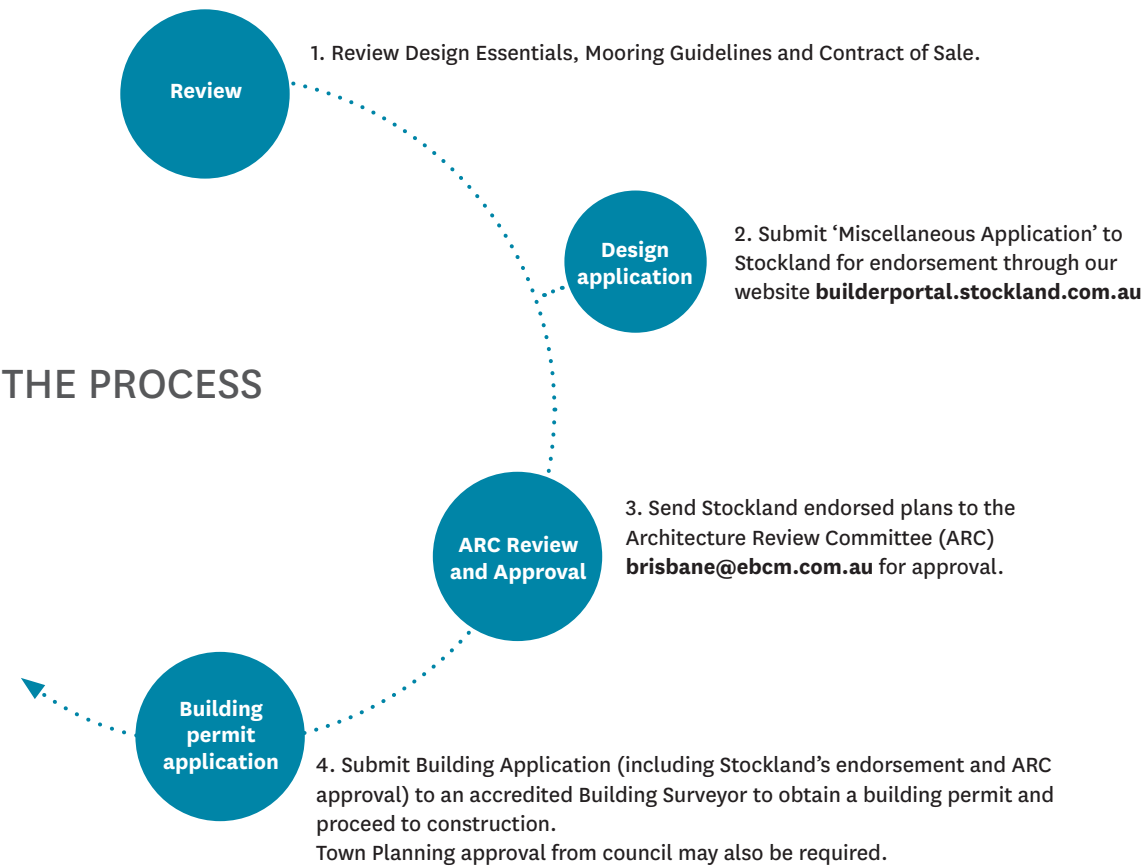 1. Review Design Essentials, Mooring Guidelines and Contract of Sale.
Review
Design
application
2. Submit ‘Miscellaneous Application’ to
Stockland for endorsement through our
website builderportal.stockland.com.au
THE PROCESS
ARC Review
and Approval
3. Send Stockland endorsed plans to the
Architecture Review Committee (ARC)
brisbane@ebcm.com.au for approval.
Building
permit
application
4. Submit Building Application (including Stockland’s endorsement and ARC
approval) to an accredited Building Surveyor to obtain a building permit and
proceed to construction.
Town Planning approval from council may also be required.